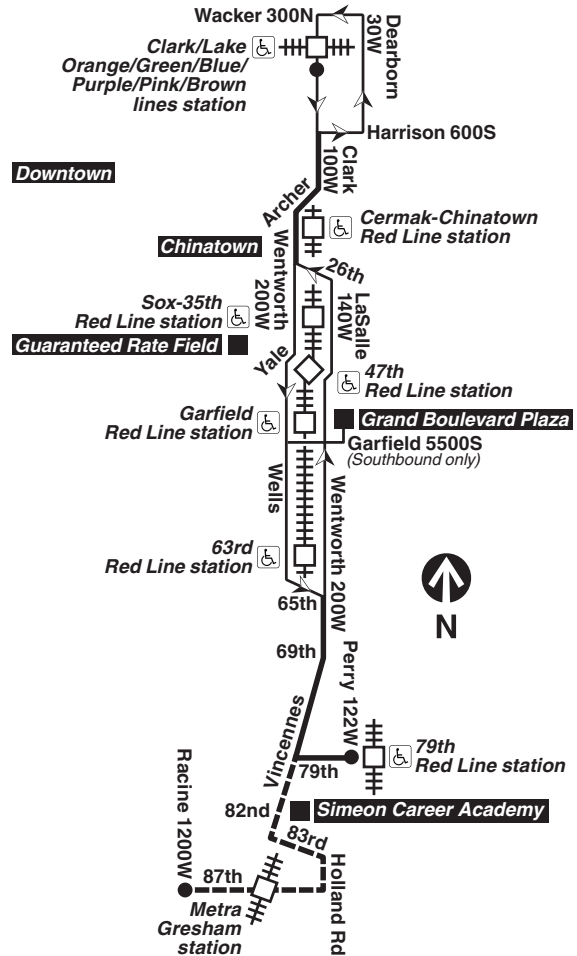 Wacker 300N
Dearborn
30W
Clark/Lake
Orange/Green/Blue/
Purple/Pink/Brown
lines station
Harrison 600S
Clark
100W
Downtown
Archer
Cermak-Chinatown
Red Line station
Chinatown
Wentworth
200W
26th
LaSalle
140W
Sox-35th
Red Line station
Guaranteed Rate Field
Yale
47th
Red Line station
Garfield
Red Line station
Grand Boulevard Plaza
Garfield 5500S
(Southbound only)
Wells
Wentworth 200W
63rd
Red Line station
65th
N
69th
Perry 122W
Vincennes
79th
79th
Red Line station
Racine 1200W
82nd
Simeon Career Academy
83rd
Holland Rd
87th
Metra
Gresham
station